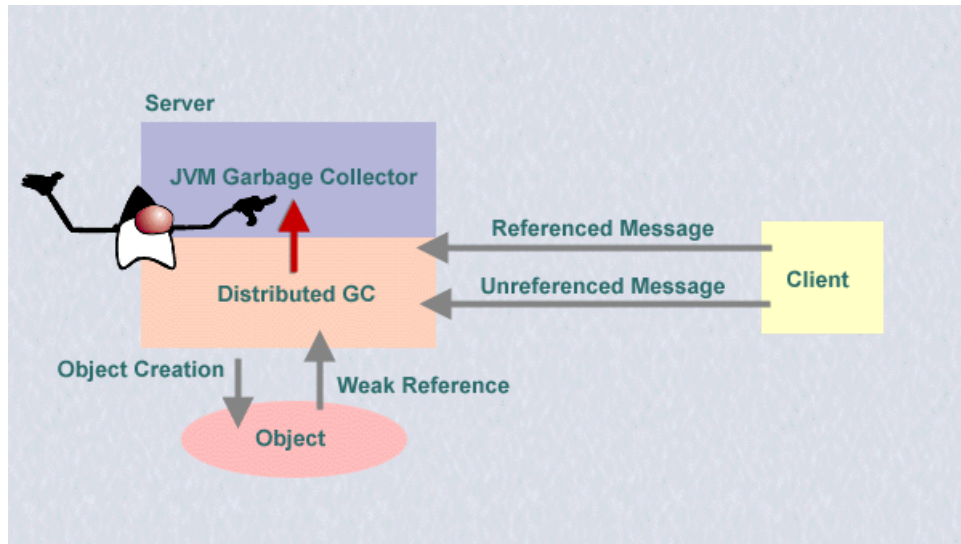 Server
JVM Garbage Collector
Referenced Message
Unreferenced Message
Client
Distributed GC
Object Creation
Weak Reference
Object